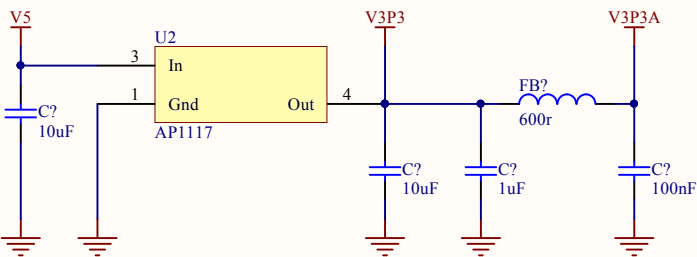 V5
V3P3
V3P3A
U2
3
In
1
Gnd
Out
4
AP1117
C?
10uF
C?
10uF
C?
1uF
FB?
600r
C?
100nF